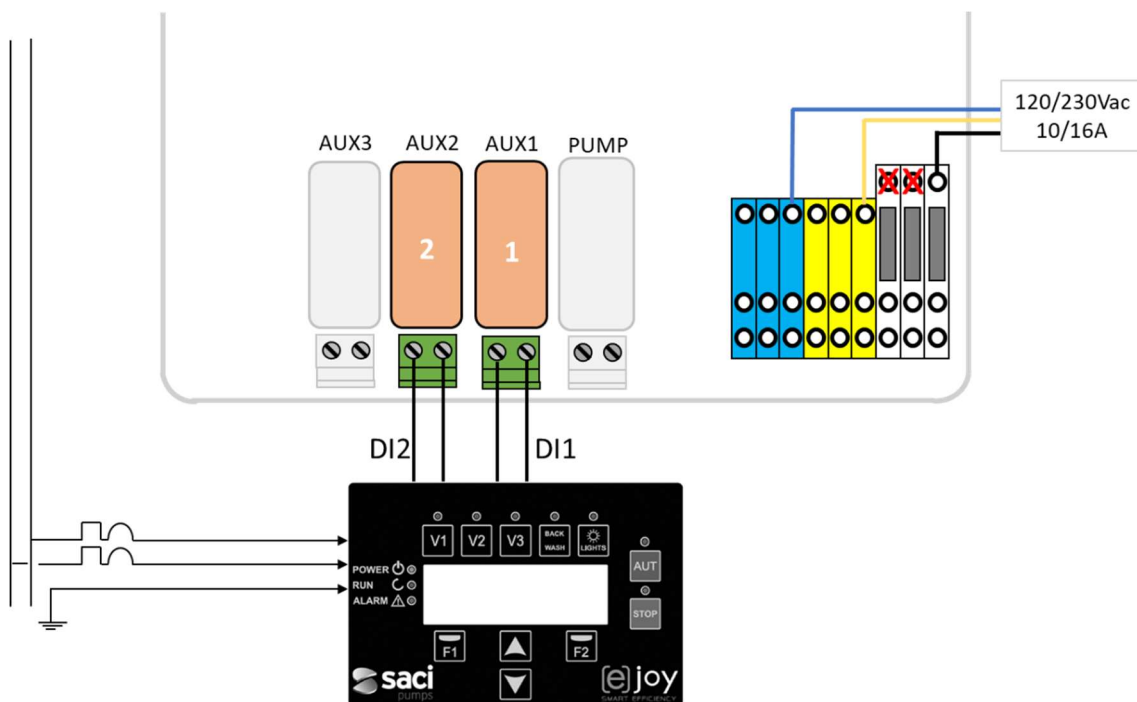 120/230Vac
10/16A
AUX3 AUX2 AUX1 PUMP
2 1
DI2 DI1
V1 V2 V3 BACK WASH LIGHTS
POWER
RUN
ALARM
AUT
STOP
F1 F2
saci
pumps
[e]joy
SMART EFFICIENCY